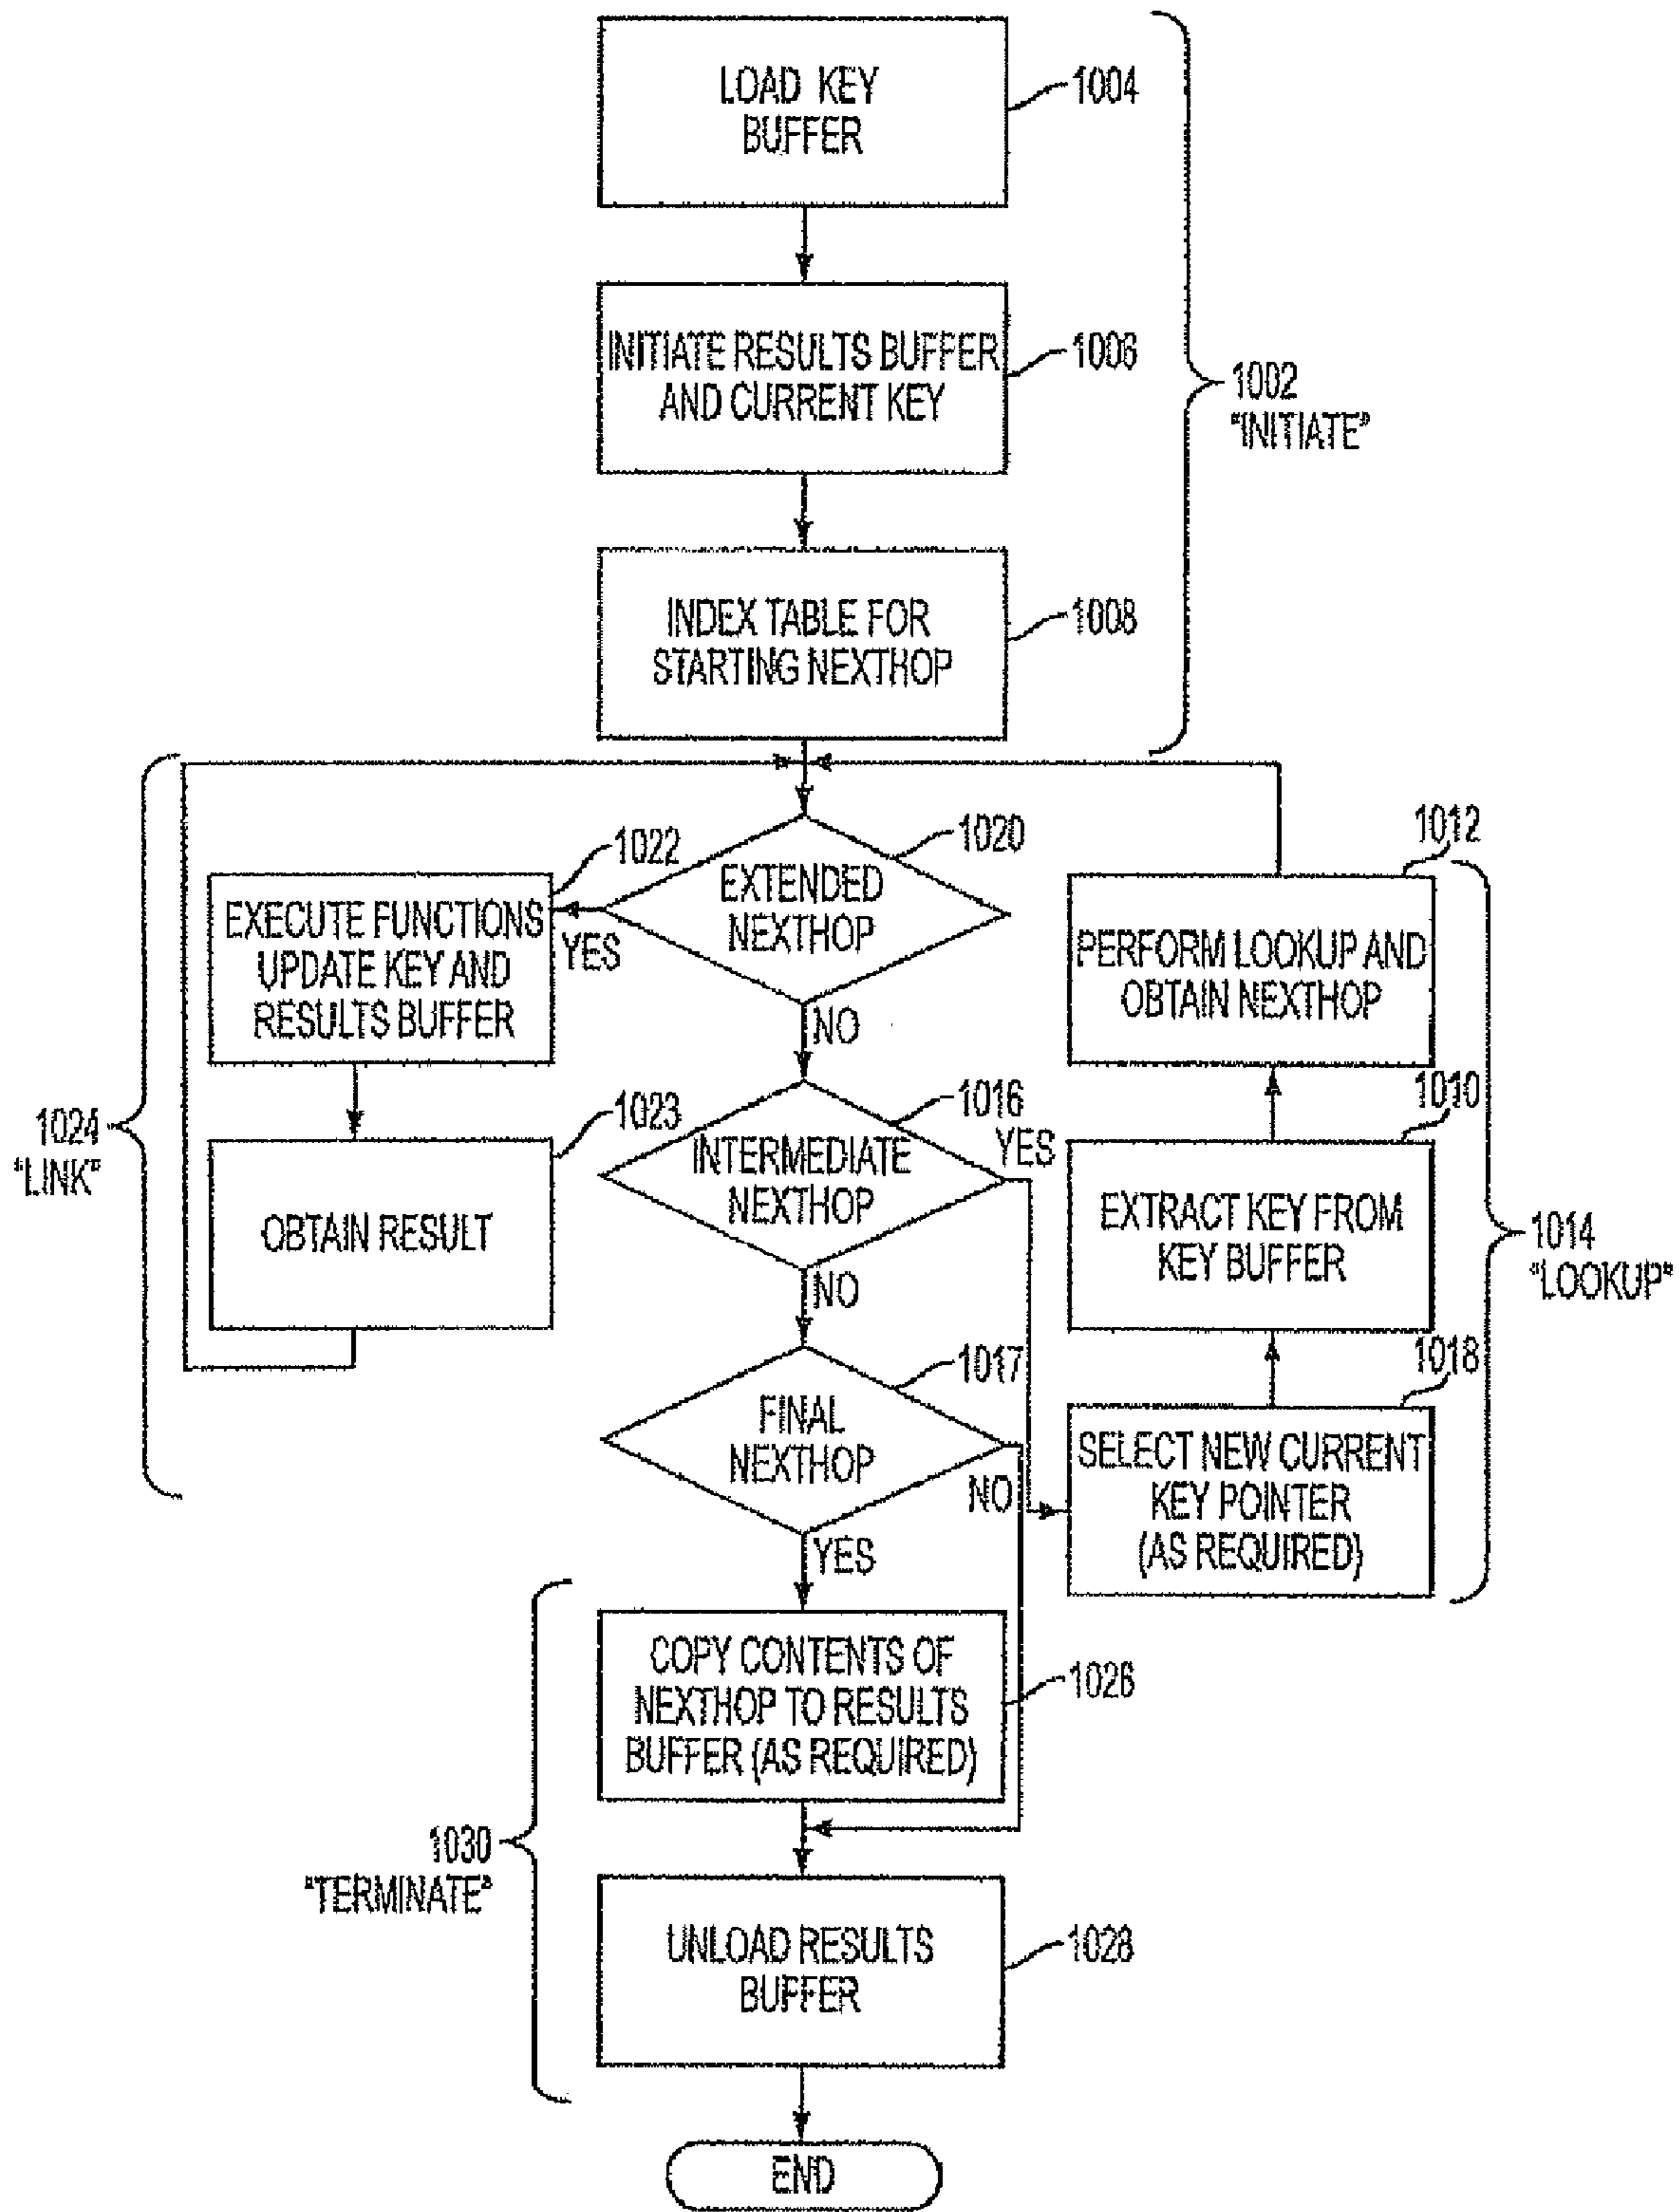 LOAD KEY
BUFFER
1004
INITIATE RESULTS BUFFER
AND CURRENT KEY
1006
1002
"INITIATE"
INDEX TABLE FOR
STARTING NEXTHOP
1008
EXTENDED
NEXTHOP
1020
YES
NO
1022
EXECUTE FUNCTIONS
UPDATE KEY AND
RESULTS BUFFER
1012
PERFORM LOOKUP AND
OBTAIN NEXTHOP
1024
"LINK"
1023
OBTAIN RESULT
INTERMEDIATE
NEXTHOP
1016
YES
NO
1010
EXTRACT KEY FROM
KEY BUFFER
1014
"LOOKUP"
FINAL
NEXTHOP
1017
NO
YES
1018
SELECT NEW CURRENT
KEY POINTER
(AS REQUIRED)
COPY CONTENTS OF
NEXTHOP TO RESULTS
BUFFER (AS REQUIRED)
1026
1030
"TERMINATE"
UNLOAD RESULTS
BUFFER
1028
END